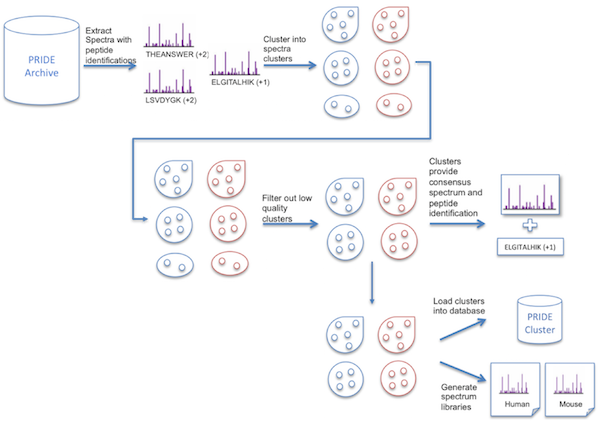 PRIDE
Archive
Extract
Spectra with
peptide
identifications
THEANSWER (+2)
ELGITALHIK (+1)
LSVDYGK (+2)
Cluster into
spectra
clusters
Filter out low
quality
clusters
Clusters
provide
consensus
spectrum and
peptide
identification
ELGITALHIK (+1)
Load clusters
into database
PRIDE
Cluster
Generate
spectrum
libraries
Human
Mouse